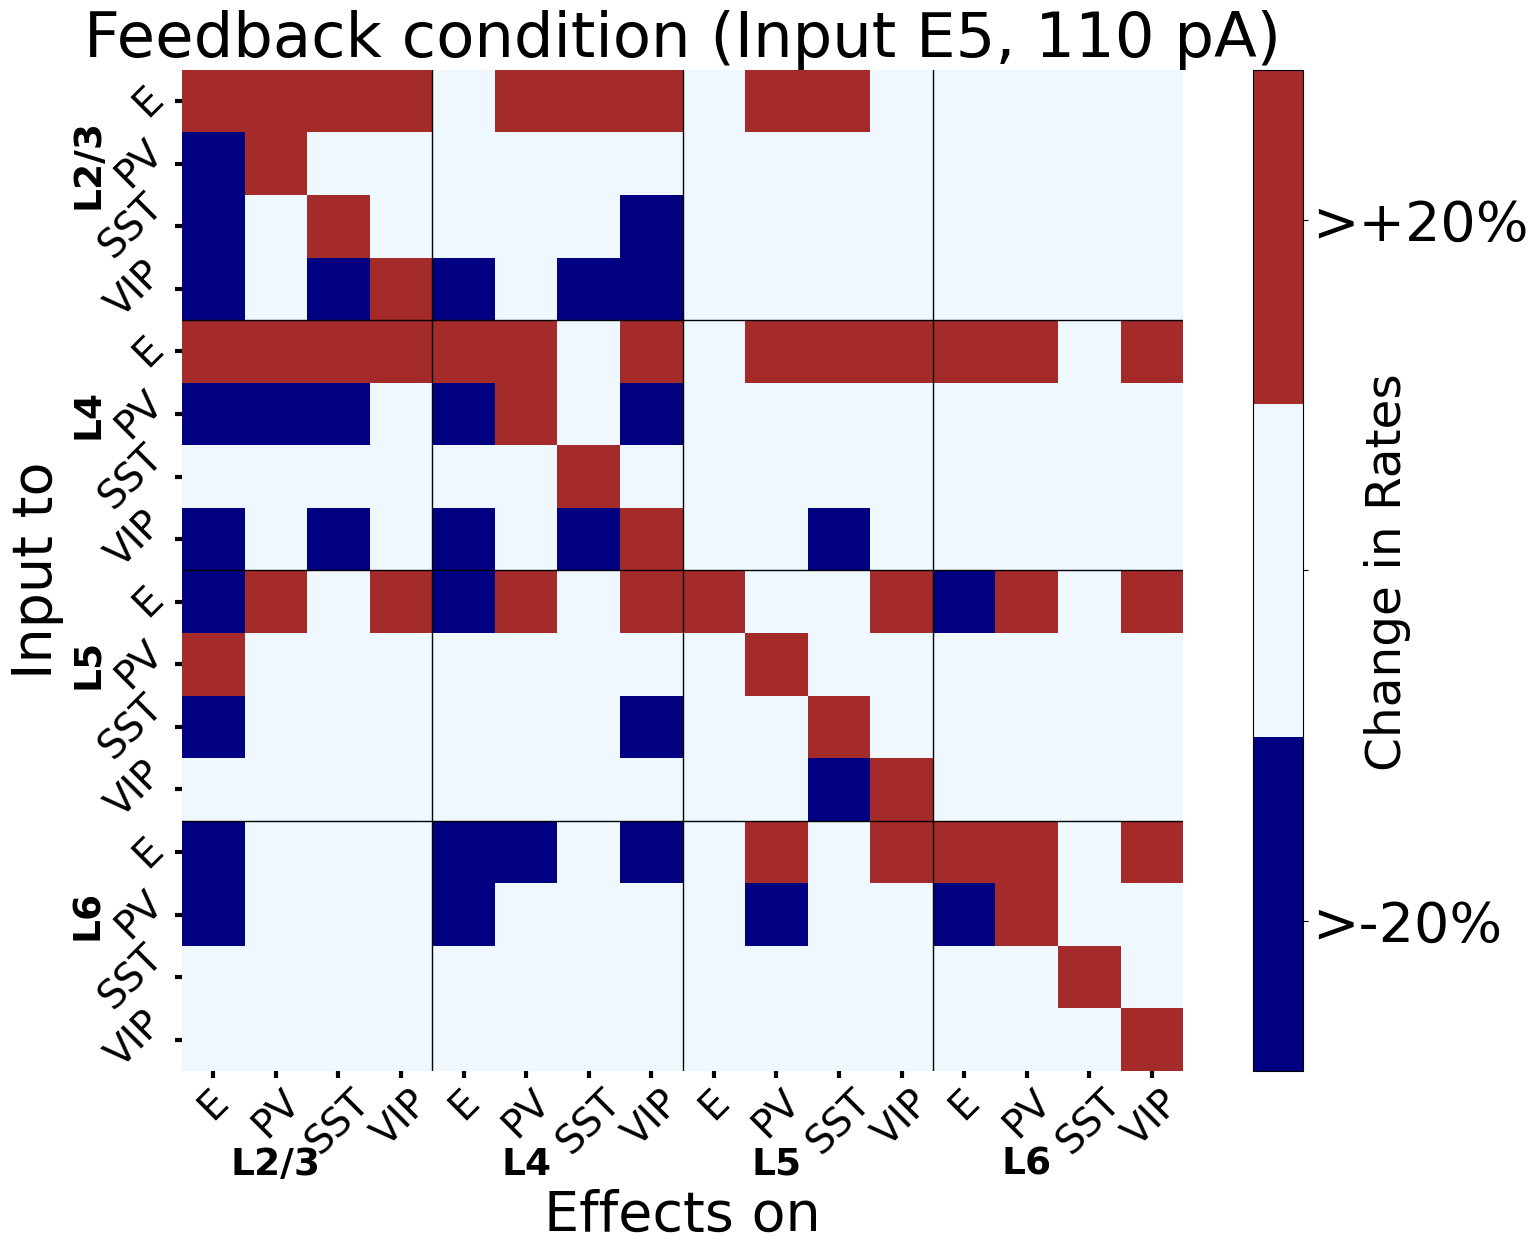 Feedback condition (Input E5, 110 pA)
Input to
L2/3
E
PV
SST
VIP
L4
E
PV
SST
VIP
L5
E
PV
SST
VIP
L6
E
PV
SST
VIP
E PV SST VIP E PV SST VIP E PV SST VIP E PV SST VIP
L2/3 L4 L5 L6
Effects on
>+20%
>-20%
Change in Rates